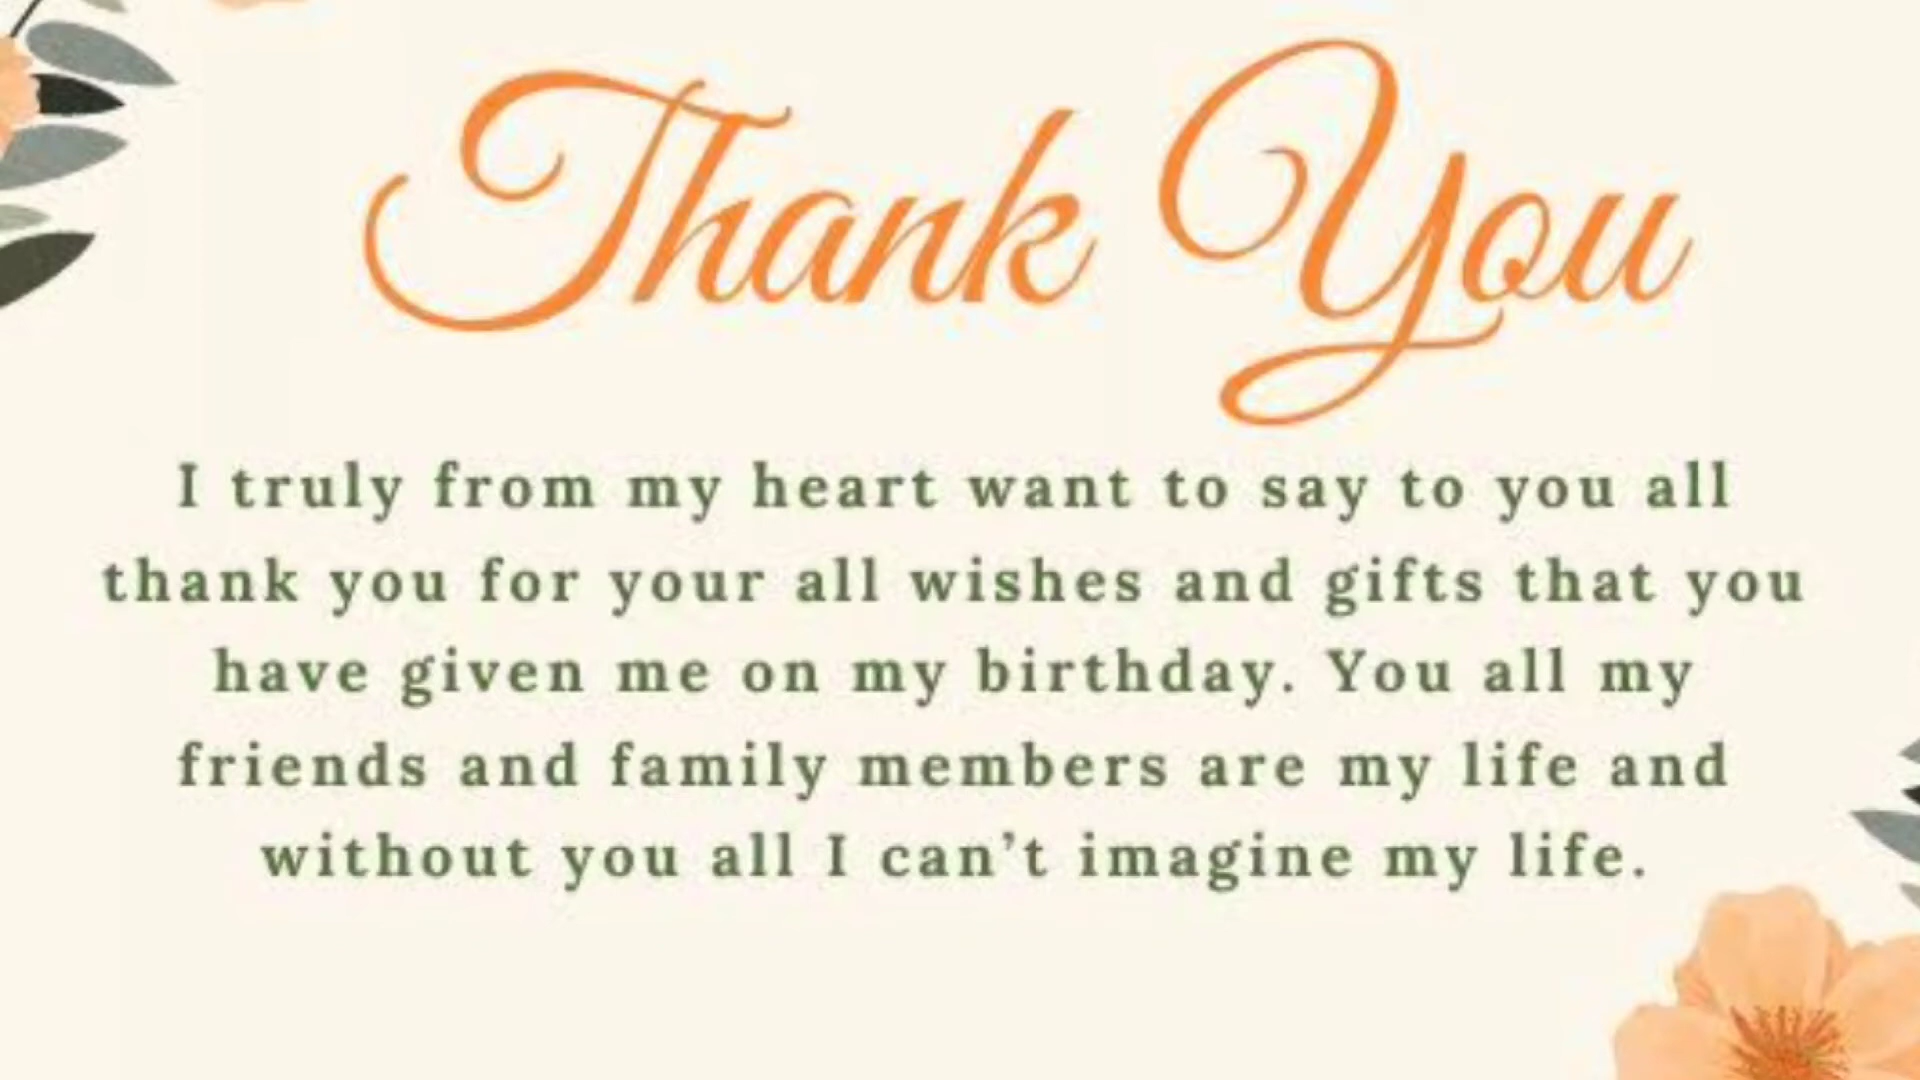 Thank You
I truly from my heart want to say to you all
thank you for your all wishes and gifts that you
have given me on my birthday. You all my
friends and family members are my life and
without you all I can’t imagine my life.